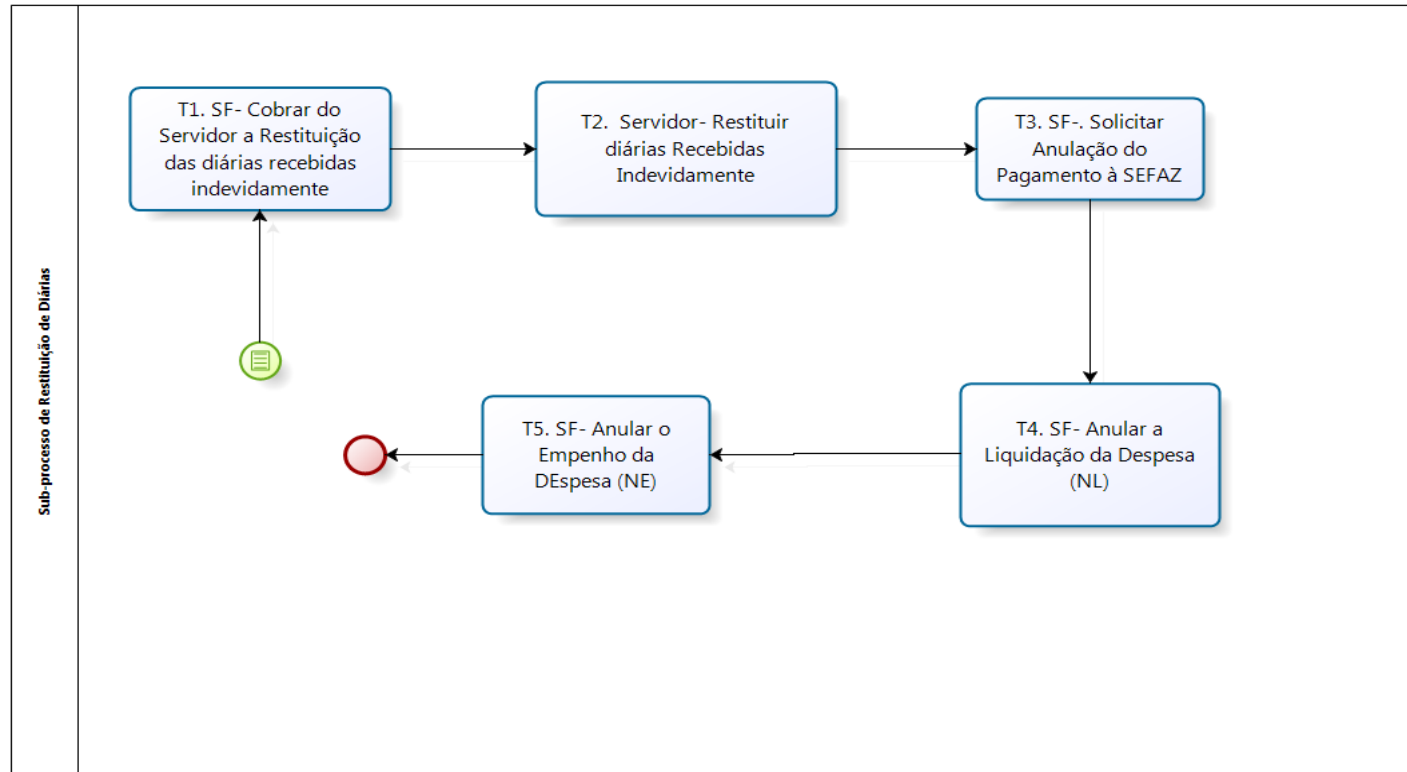 Sub-processo de Restituição de Diárias
T1. SF- Cobrar do
Servidor a Restituição
das diárias recebidas
indevidamente
T2.  Servidor- Restituir
diárias Recebidas
Indevidamente
T3. SF-. Solicitar
Anulação do
Pagamento à SEFAZ
T4. SF- Anular a
Liquidação da Despesa
(NL)
T5. SF- Anular o
Empenho da
DEspesa (NE)